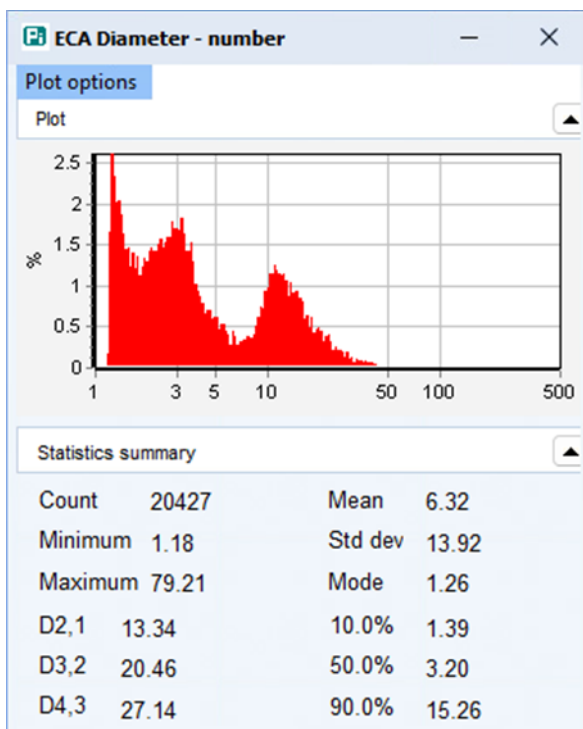 Pi ECA Diameter - number
Plot options
Plot
2.5
2
1.5
%
1
0.5
0
1 3 5 10 50 100 500
Statistics summary
Count 20427 Mean 6.32
Minimum 1.18 Std dev 13.92
Maximum 79.21 Mode 1.26
D2,1 13.34 10.0% 1.39
D3,2 20.46 50.0% 3.20
D4,3 27.14 90.0% 15.26